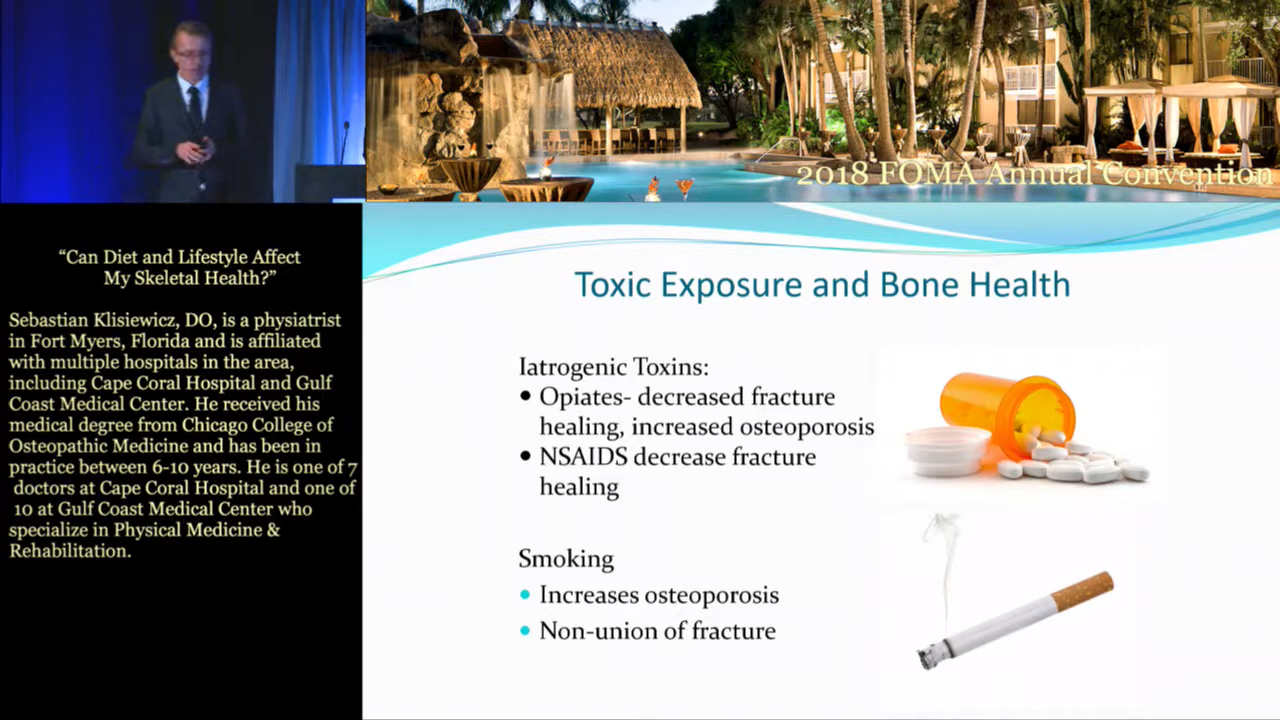 2018 FOMA Annual Convention
“Can Diet and Lifestyle Affect
My Skeletal Health?”
Sebastian Klisiewicz, DO, is a physiatrist
in Fort Myers, Florida and is affiliated
with multiple hospitals in the area,
including Cape Coral Hospital and Gulf
Coast Medical Center. He received his
medical degree from Chicago College of
Osteopathic Medicine and has been in
practice between 6-10 years. He is one of 7
doctors at Cape Coral Hospital and one of
10 at Gulf Coast Medical Center who
specialize in Physical Medicine &
Rehabilitation.
Toxic Exposure and Bone Health
Iatrogenic Toxins:
• Opiates- decreased fracture
healing, increased osteoporosis
• NSAIDS decrease fracture
healing
Smoking
• Increases osteoporosis
• Non-union of fracture